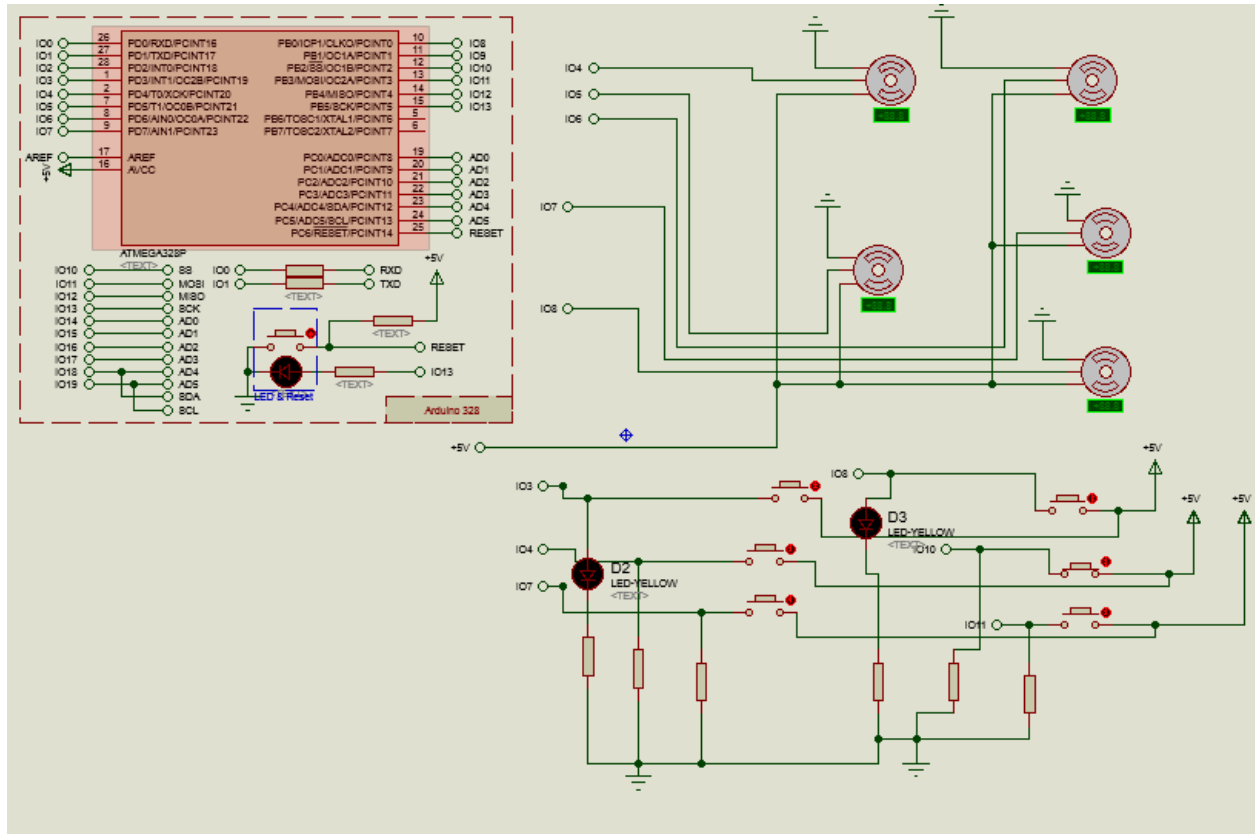 IO0 26 PD0/RXD/PCINT16 PB0/ICP1/CLKO/PCINT0 10 IO8
IO1 27 PD1/TXD/PCINT17 PB1/OC1A/PCINT1 11 IO9
IO2 28 PD2/INT0/PCINT18 PB2/SS/OC1B/PCINT2 12 IO10
IO3 1 PD3/INT1/OC2B/PCINT19 PB3/MOSI/OC2A/PCINT3 13 IO11
IO4 2 PD4/T0/XCK/PCINT20 PB4/MISO/PCINT4 14 IO12
IO5 7 PD5/T1/OC0B/PCINT21 PB5/SCK/PCINT5 15 IO13
IO6 8 PD6/AIN0/OC0A/PCINT22 PB6/TOSC1/XTAL1/PCINT6 5
IO7 9 PD7/AIN1/PCINT23 PB7/TOSC2/XTAL2/PCINT7 6
AREF 17 AREF PC0/ADC0/PCINT8 19 AD0
+5V 16 AVCC PC1/ADC1/PCINT9 20 AD1
PC2/ADC2/PCINT10 21 AD2
PC3/ADC3/PCINT11 22 AD3
PC4/ADC4/SDA/PCINT12 23 AD4
PC5/ADC5/SCL/PCINT13 24 AD5
PC6/RESET/PCINT14 25 RESET
ATMEGA328P
<TEXT>
IO10 SS
IO11 MOSI
IO12 MISO
IO13 SCK
IO14 AD0
IO15 AD1
IO16 AD2
IO17 AD3
IO18 AD4
IO19 AD5
SDA
SCL
IO0 RXD
IO1 TXD
<TEXT>
+5V
<TEXT>
RESET
IO13
<TEXT>
LED & Reset
Arduino 328
IO4
IO5
IO6
IO7
IO8
+88.8
+88.8
+88.8
+88.8
+88.8
+5V
IO3
IO4
IO7
D2
LED-YELLOW
<TEXT>
IO8
D3
LED-YELLOW
<TEXT>
IO10
IO11
+5V
+5V
+5V